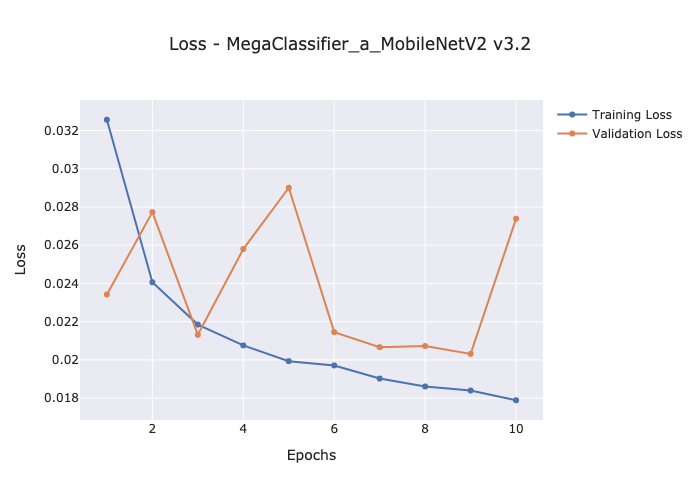 Loss - MegaClassifier_a_MobileNetV2 v3.2
Training Loss
Validation Loss
0.032
0.03
0.028
0.026
0.024
0.022
0.02
0.018
Loss
2
4
6
8
10
Epochs